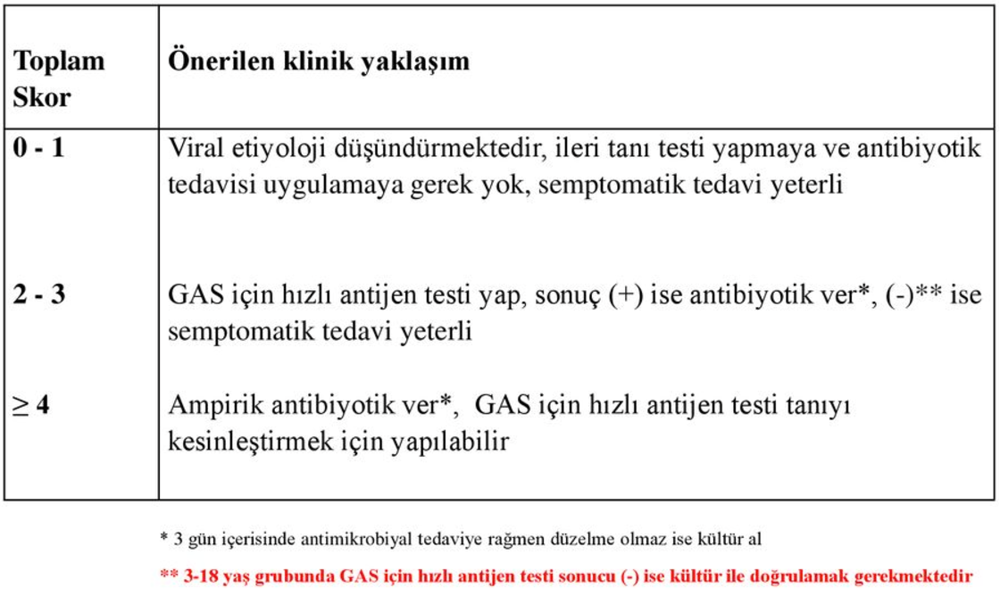 Toplam Skor
Önerilen klinik yaklaşım
0 - 1
Viral etiyoloji düşündürmektedir, ileri tanı testi yapmaya ve antibiyotik
tedavisi uygulamaya gerek yok, semptomatik tedavi yeterli
2 - 3
GAS için hızlı antijen testi yap, sonuç (+) ise antibiyotik ver*, (-)** ise
semptomatik tedavi yeterli
≥ 4
Ampirik antibiyotik ver*, GAS için hızlı antijen testi tanıyı
kesinleştirmek için yapılabilir
* 3 gün içerisinde antimikrobiyal tedaviye rağmen düzelme olmaz ise kültür al
** 3-18 yaş grubunda GAS için hızlı antijen testi sonucu (-) ise kültür ile doğrulamak gerekmektedir